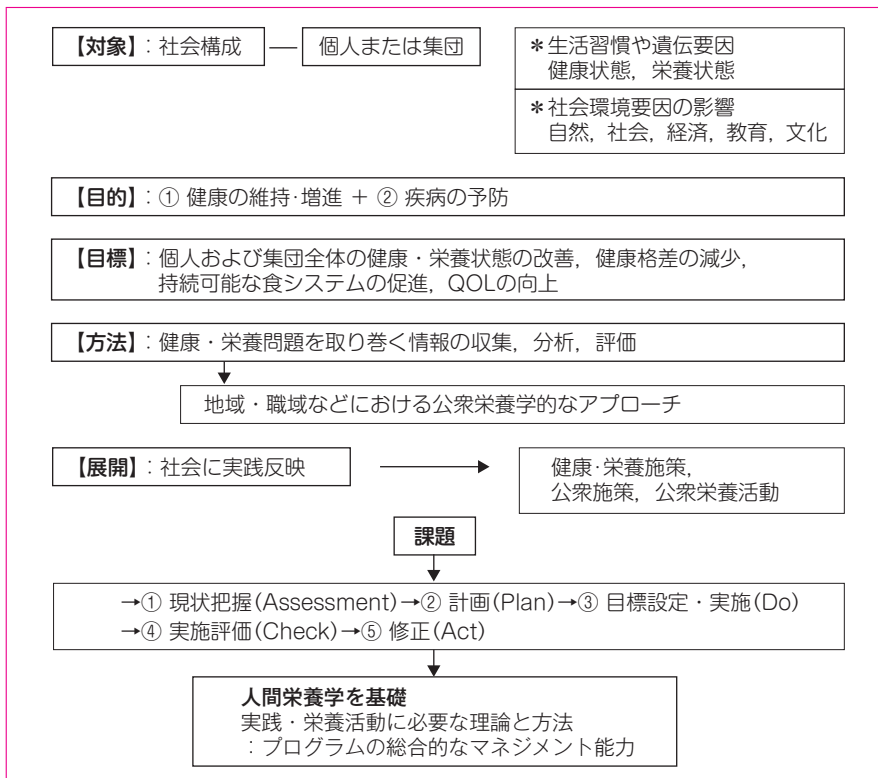 【対象】：社会構成
個人または集団
＊生活習慣や遺伝要因
健康状態，栄養状態
＊社会環境要因の影響
自然，社会，経済，教育，文化
【目的】：① 健康の維持・増進 ＋ ② 疾病の予防
【目標】：個人および集団全体の健康・栄養状態の改善，健康格差の減少，
持続可能な食システムの促進，QOLの向上
【方法】：健康・栄養問題を取り巻く情報の収集，分析，評価
地域・職域などにおける公衆栄養学的なアプローチ
【展開】：社会に実践反映
健康・栄養施策，
公衆施策，公衆栄養活動
課題
→① 現状把握(Assessment)→② 計画(Plan)→③ 目標設定・実施(Do)
→④ 実施評価(Check)→⑤ 修正(Act)
人間栄養学を基礎
実践・栄養活動に必要な理論と方法
：プログラムの総合的なマネジメント能力